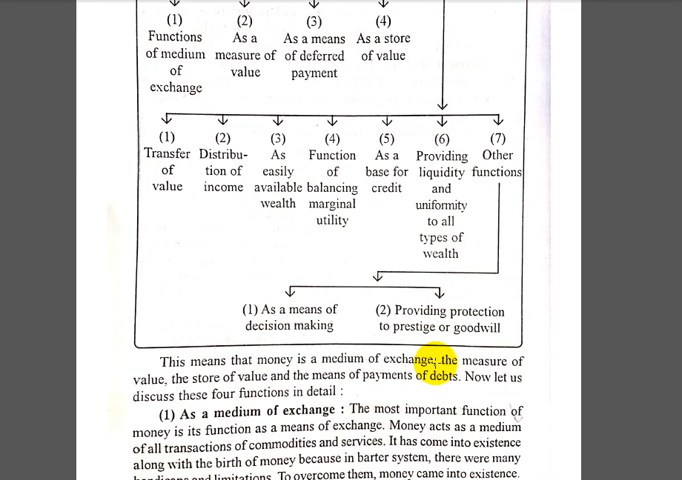 (1) (2) (3) (4)
Functions As a As a means As a store
of medium measure of of deferred of value
of value payment
exchange
(1) (2) (3) (4) (5) (6) (7)
Transfer Distribu- As Function As a Providing Other
of tion of easily of base for liquidity functions
value income available balancing credit and
wealth marginal uniformity
utility to all
types of
wealth
(1) As a means of (2) Providing protection
decision making to prestige or goodwill
This means that money is a medium of exchange, the measure of
value, the store of value and the means of payments of debts. Now let us
discuss these four functions in detail :
(1) As a medium of exchange : The most important function of
money is its function as a means of exchange. Money acts as a medium
of all transactions of commodities and services. It has come into existence
along with the birth of money because in barter system, there were many
and limitations. To overcome them, money came into existence.